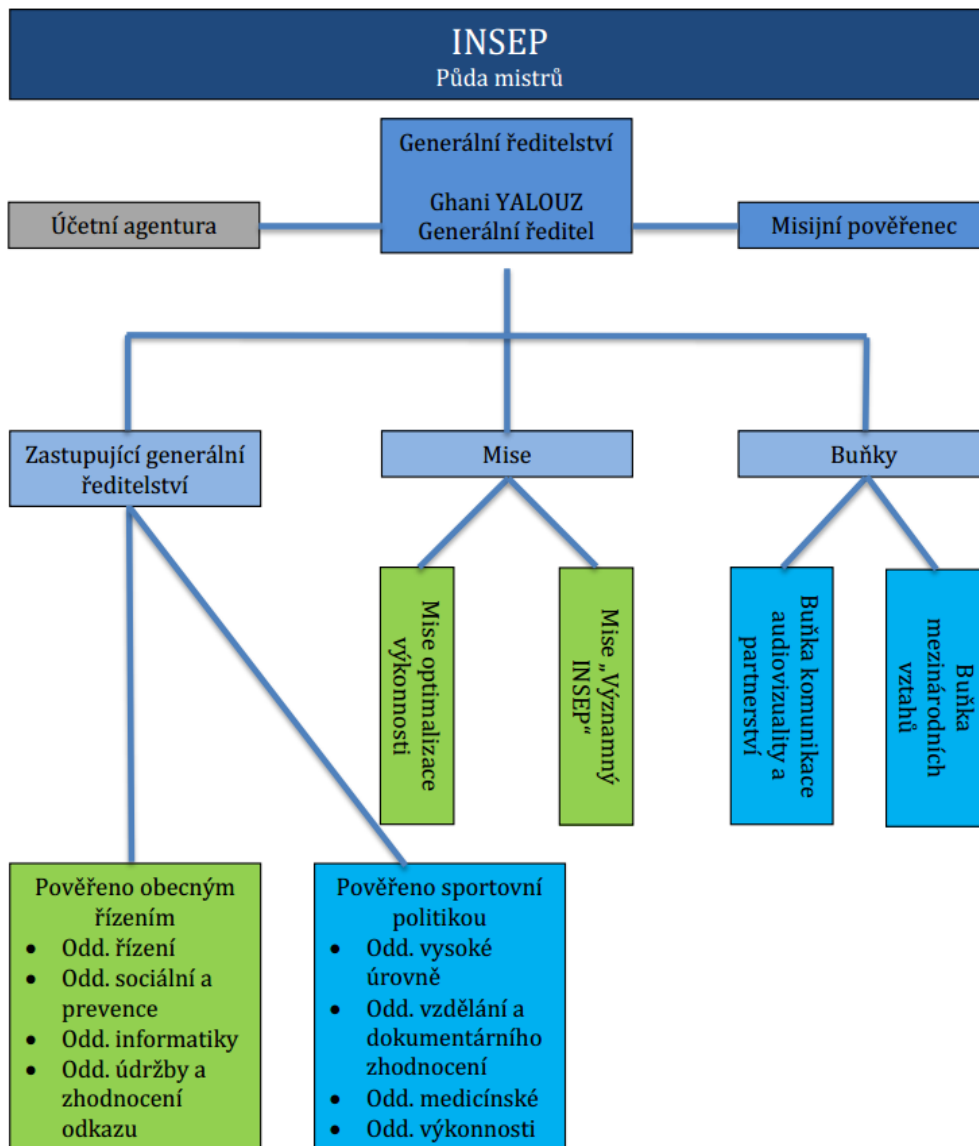 INSEP
Půda mistrů
Generální ředitelství
Ghani YALOUZ
Generální ředitel
Účetní agentura
Misijní pověřenec
Zastupující generální
ředitelství
Mise
Buňky
Mise optimalizace
výkonnosti
Mise „Významný
INSEP“
Buňka komunikace
audiovizuality a
partnerství
Buňka
mezinárodních
vztahů
Pověřeno obecným
řízením
• Odd. řízení
• Odd. sociální a
prevence
• Odd. informatiky
• Odd. údržby a
zhodnocení
odkazu
Pověřeno sportovní
politikou
• Odd. vysoké
úrovně
• Odd. vzdělání a
dokumentárního
zhodnocení
• Odd. medicínské
• Odd. výkonnosti